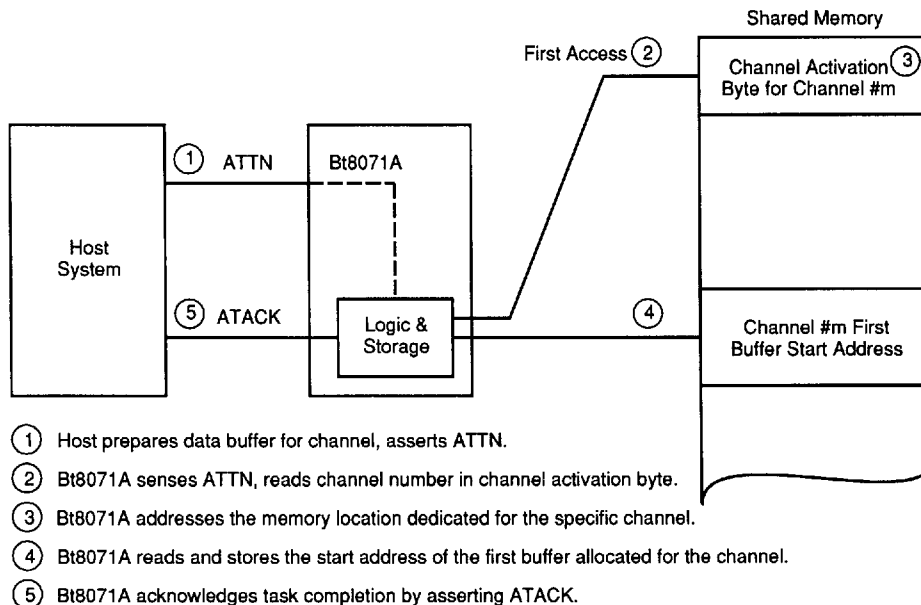 Shared Memory
First Access 2
Channel Activation 3
Byte for Channel #m
1 ATTN
Bt8071A
Host
System
5 ATACK
Logic &
Storage
4
Channel #m First
Buffer Start Address
1 Host prepares data buffer for channel, asserts ATTN.
2 Bt8071A senses ATTN, reads channel number in channel activation byte.
3 Bt8071A addresses the memory location dedicated for the specific channel.
4 Bt8071A reads and stores the start address of the first buffer allocated for the channel.
5 Bt8071A acknowledges task completion by asserting ATACK.